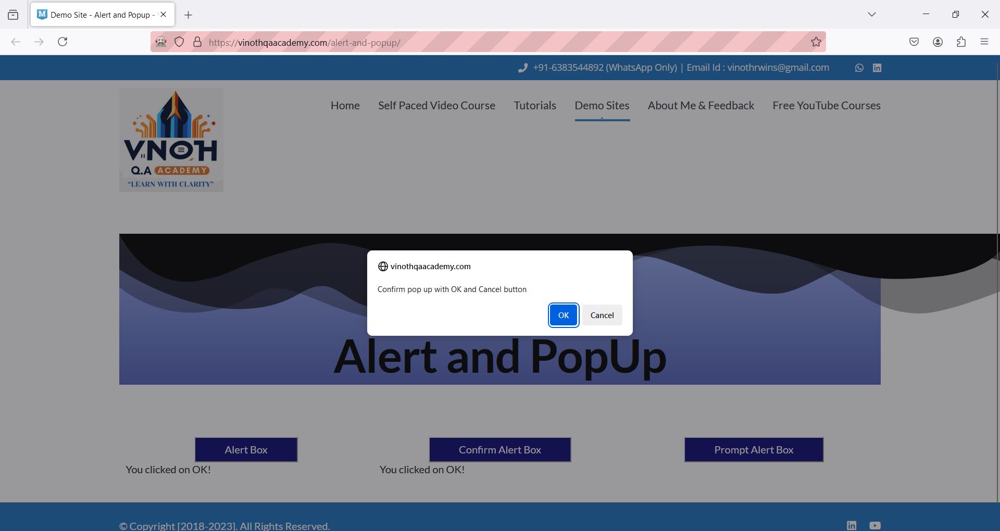 Demo Site - Alert and Popup -
https://vinothqaacademy.com/alert-and-popup/
+91-6383544892 (WhatsApp Only) | Email Id : vinothrwins@gmail.com
VNOTH
Q.A ACADEMY
“LEARN WITH CLARITY”
Home Self Paced Video Course Tutorials Demo Sites About Me & Feedback Free YouTube Courses
vinothqaacademy.com
Confirm pop up with OK and Cancel button
OK Cancel
Alert and PopUp
Alert Box Confirm Alert Box Prompt Alert Box
You clicked on OK! You clicked on OK!
© Copyright [2018-2023]. All Rights Reserved.